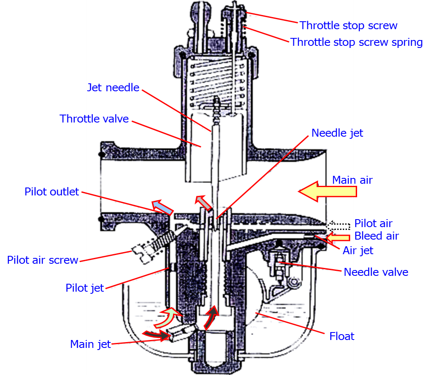 Throttle stop screw
Throttle stop screw spring
Jet needle
Throttle valve
Needle jet
Main air
Pilot outlet
Pilot air
Bleed air
Air jet
Pilot air screw
Needle valve
Pilot jet
Float
Main jet